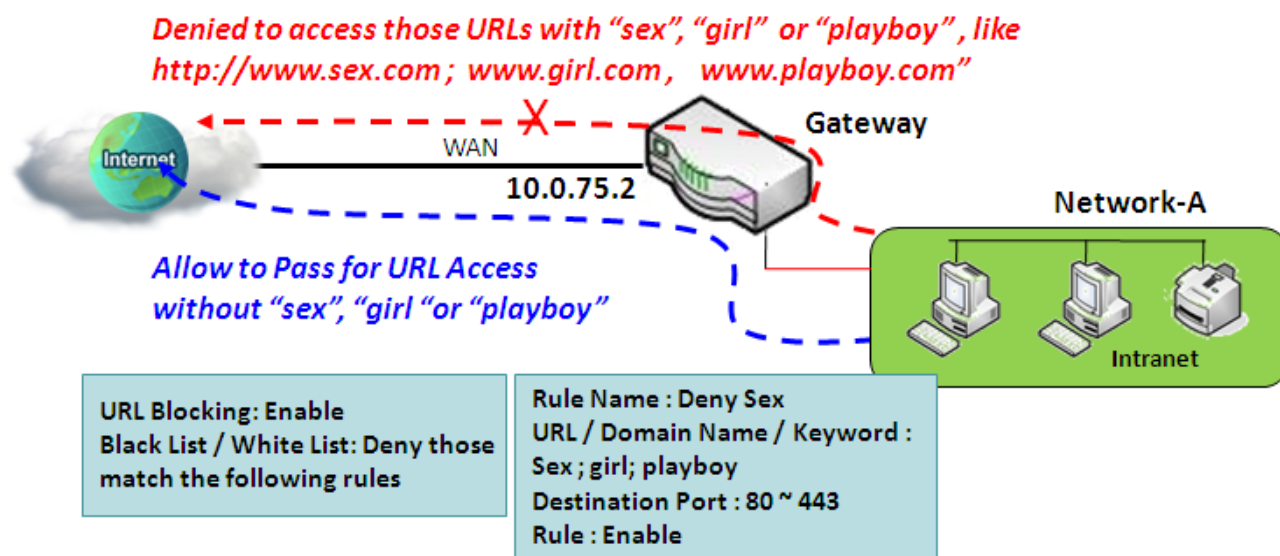 Denied to access those URLs with “sex”, “girl” or “playboy” , like
http://www.sex.com ; www.girl.com , www.playboy.com”
Gateway
Internet
WAN
10.0.75.2
Network-A
Allow to Pass for URL Access
without “sex”, “girl “or “playboy”
Intranet
URL Blocking: Enable
Black List / White List: Deny those
match the following rules
Rule Name : Deny Sex
URL / Domain Name / Keyword :
Sex ; girl; playboy
Destination Port : 80 ~ 443
Rule : Enable